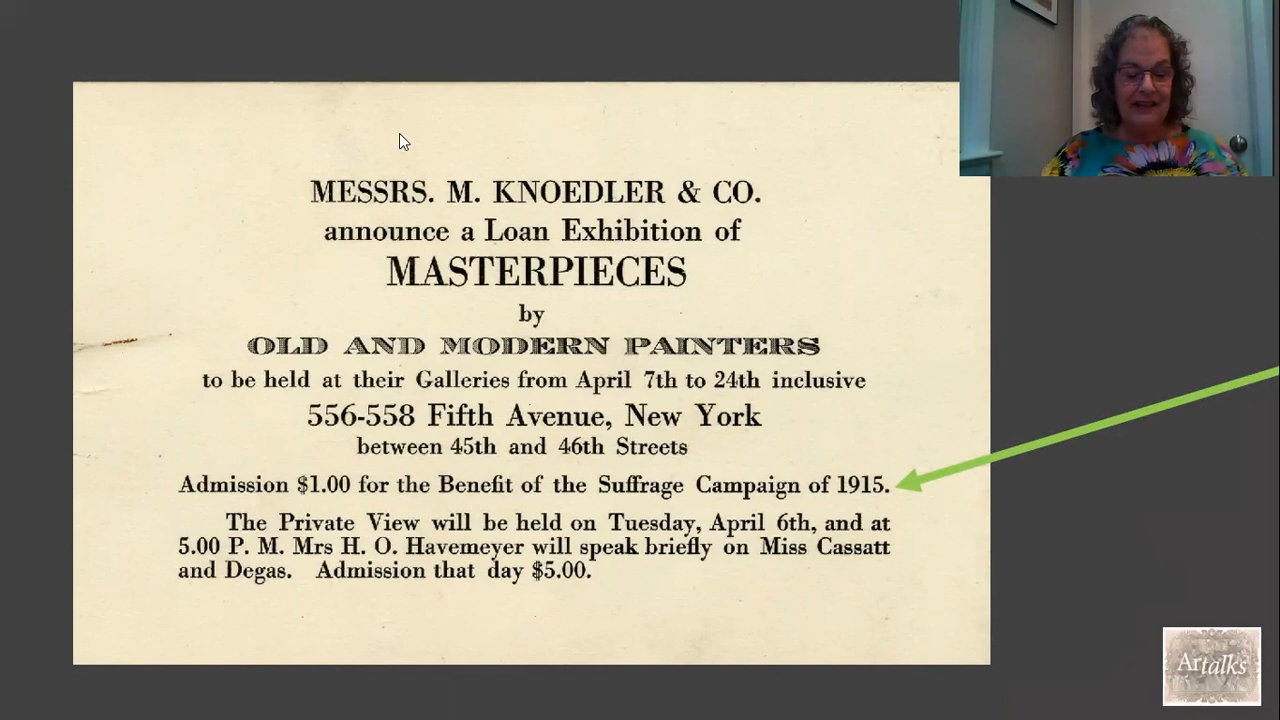 MESSRS. M. KNOEDLER & CO.
announce a Loan Exhibition of
MASTERPIECES
by
OLD AND MODERN PAINTERS
to be held at their Galleries from April 7th to 24th inclusive
556-558 Fifth Avenue, New York
between 45th and 46th Streets
Admission $1.00 for the Benefit of the Suffrage Campaign of 1915.
The Private View will be held on Tuesday, April 6th, and at
5.00 P. M. Mrs H. O. Havemeyer will speak briefly on Miss Cassatt
and Degas. Admission that day $5.00.
Artalks